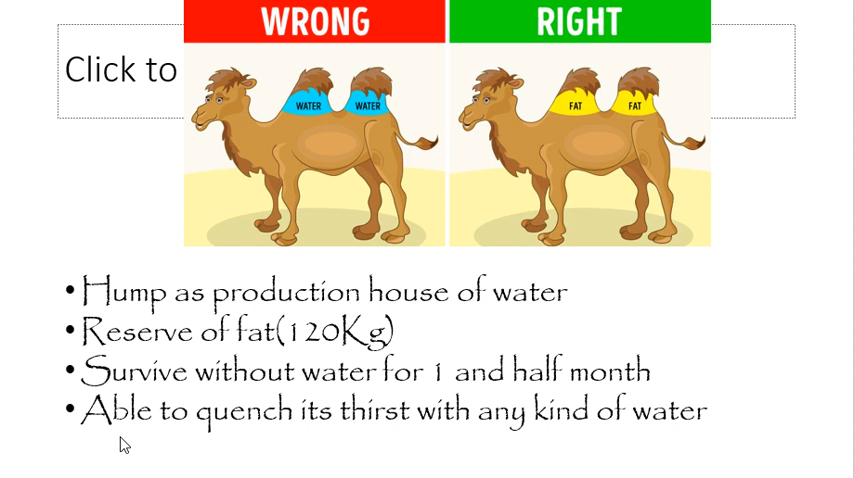 WRONG
RIGHT
Click to
WATER
WATER
FAT
FAT
• Hump as production house of water
• Reserve of fat(120Kg)
• Survive without water for 1 and half month
• Able to quench its thirst with any kind of water